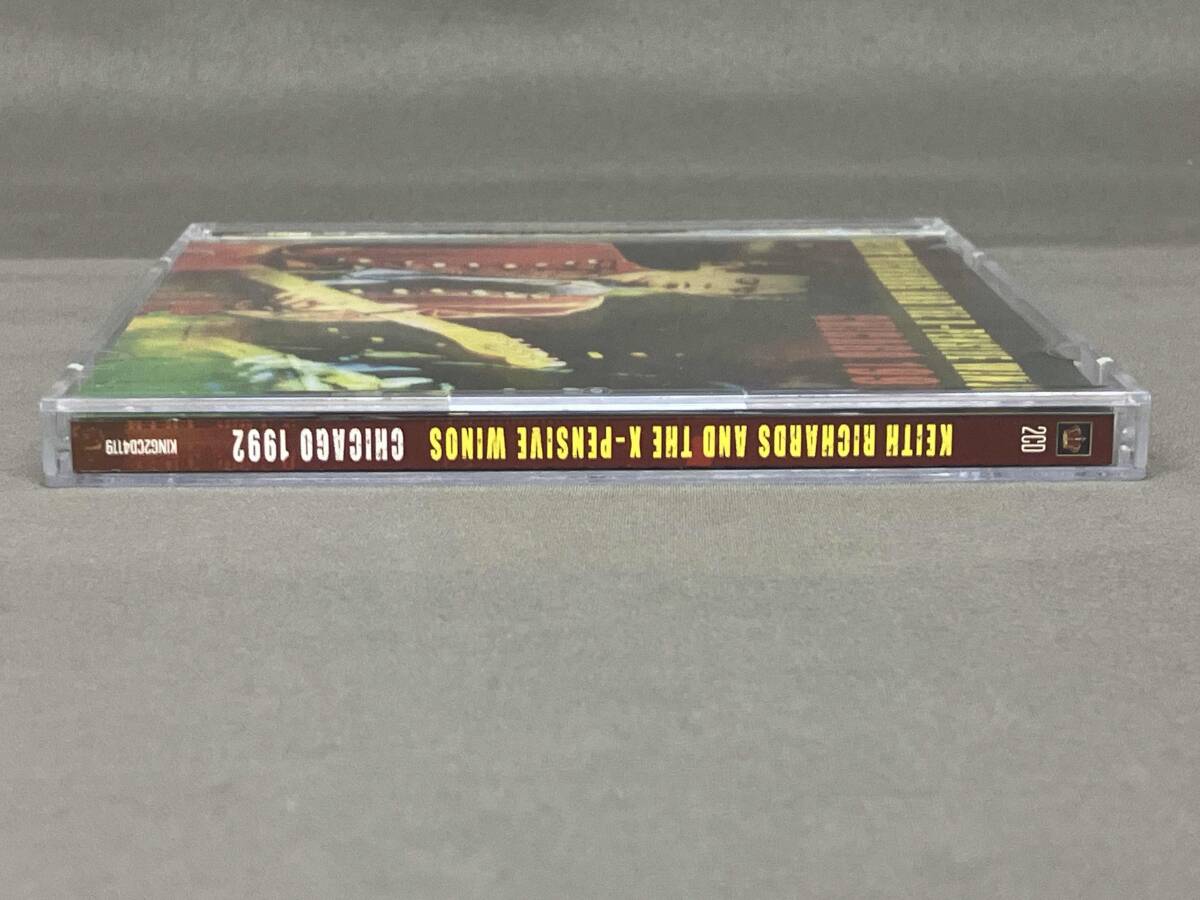 2CD KEITH RICHARDS AND THE X-PENSIVE WINOS CHICAGO 1992 KING2CD4119